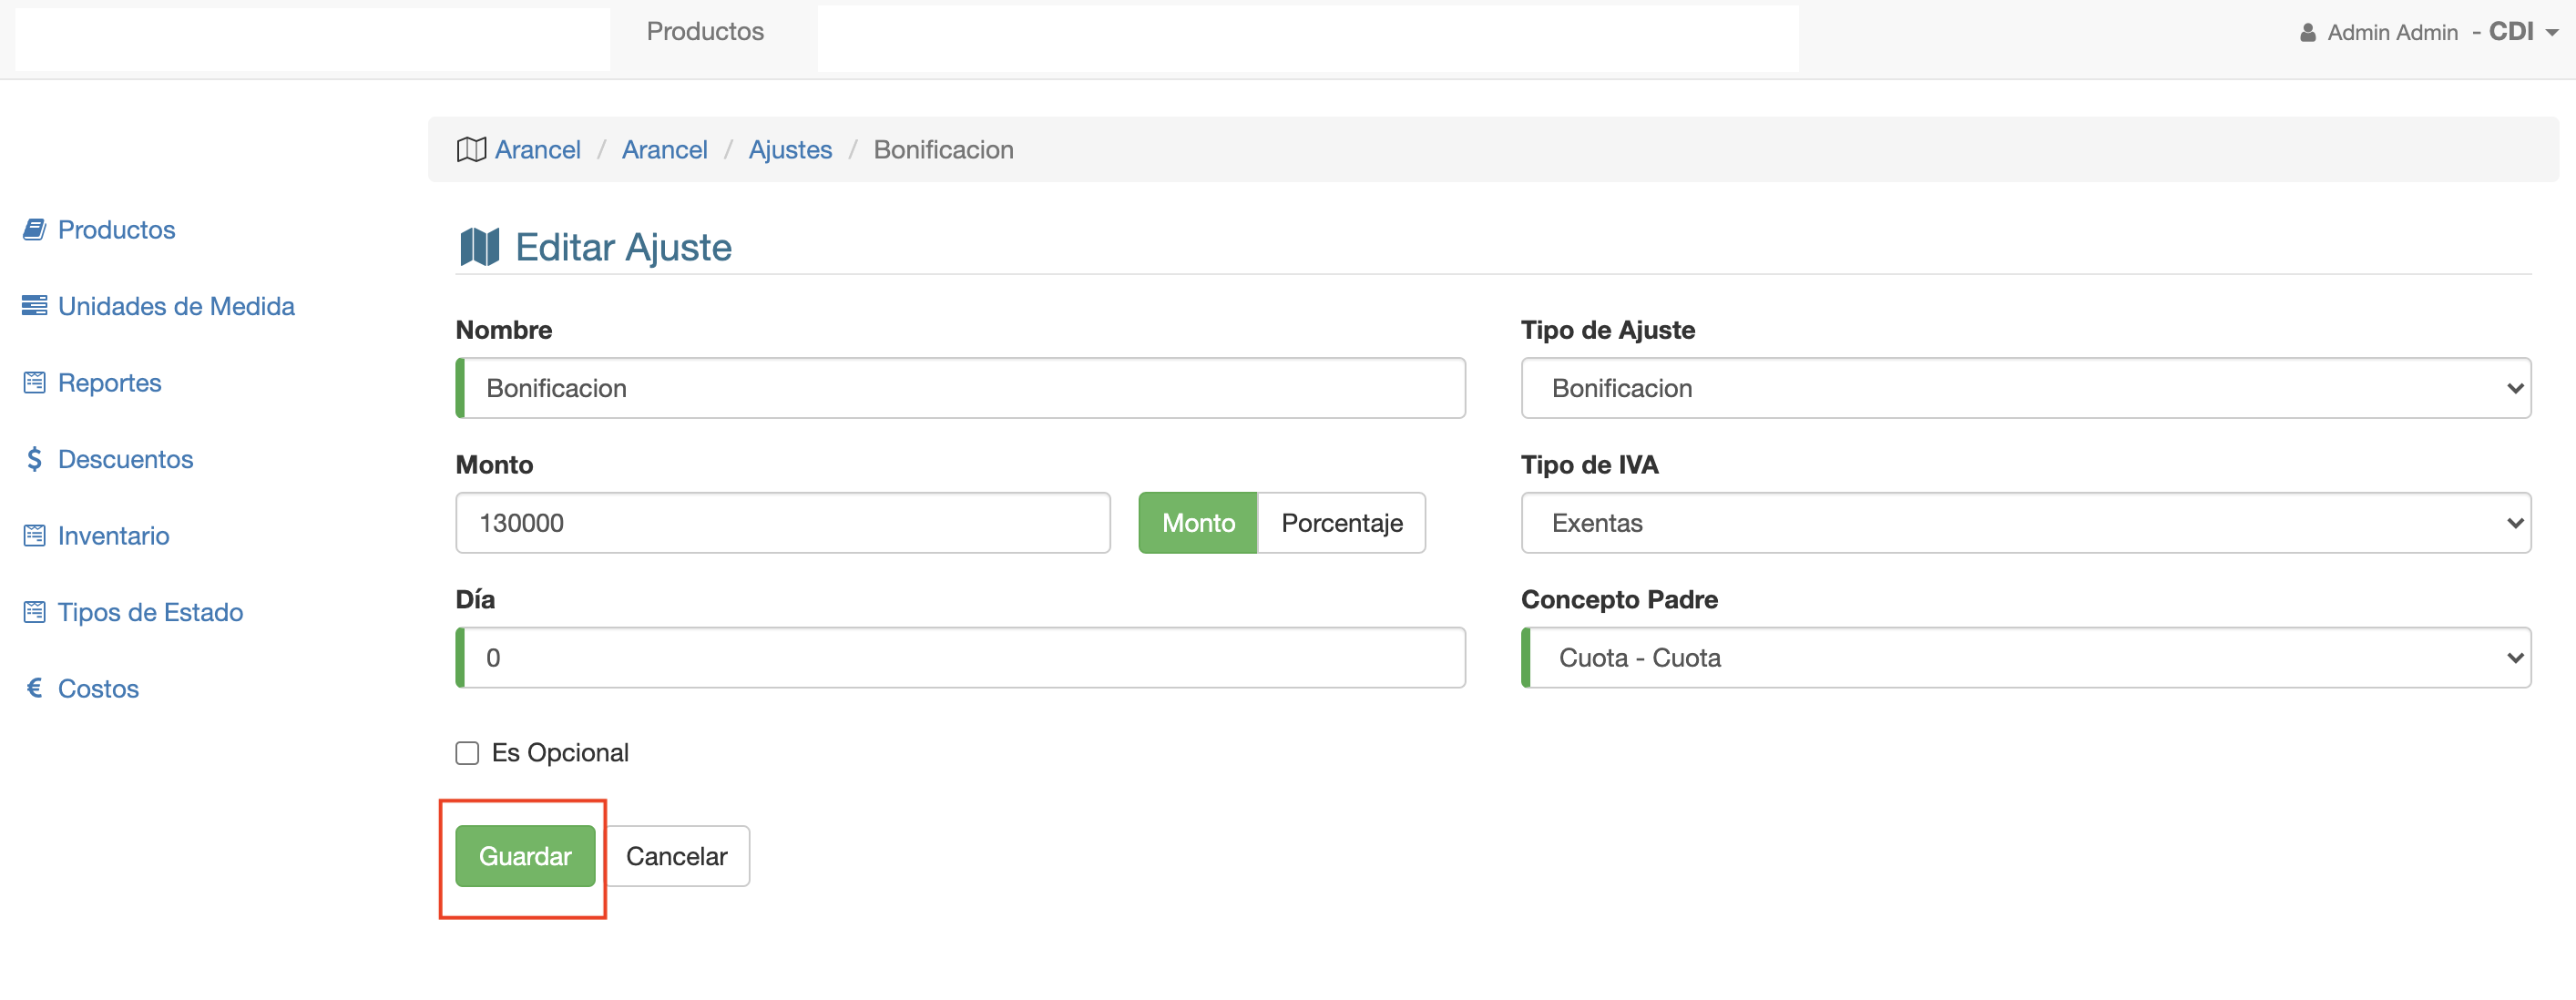 Productos
Admin Admin - CDI
Arancel / Arancel / Ajustes / Bonificacion
Productos
Unidades de Medida
Reportes
Descuentos
Inventario
Tipos de Estado
Costos
Editar Ajuste
Nombre
Bonificacion
Tipo de Ajuste
Bonificacion
Monto
130000
Monto Porcentaje
Tipo de IVA
Exentas
Día
0
Concepto Padre
Cuota - Cuota
Es Opcional
Guardar Cancelar